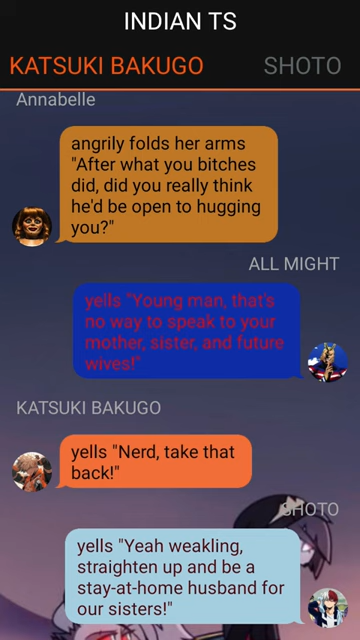 INDIAN TS
KATSUKI BAKUGO SHOTO
Annabelle
angrily folds her arms
"After what you bitches
did, did you really think
he'd be open to hugging
you?"
ALL MIGHT
yells "Young man, that's
no way to speak to your
mother, sister, and future
wives!"
KATSUKI BAKUGO
yells "Nerd, take that
back!"
SHOTO
yells "Yeah weakling,
straighten up and be a
stay-at-home husband for
our sisters!"